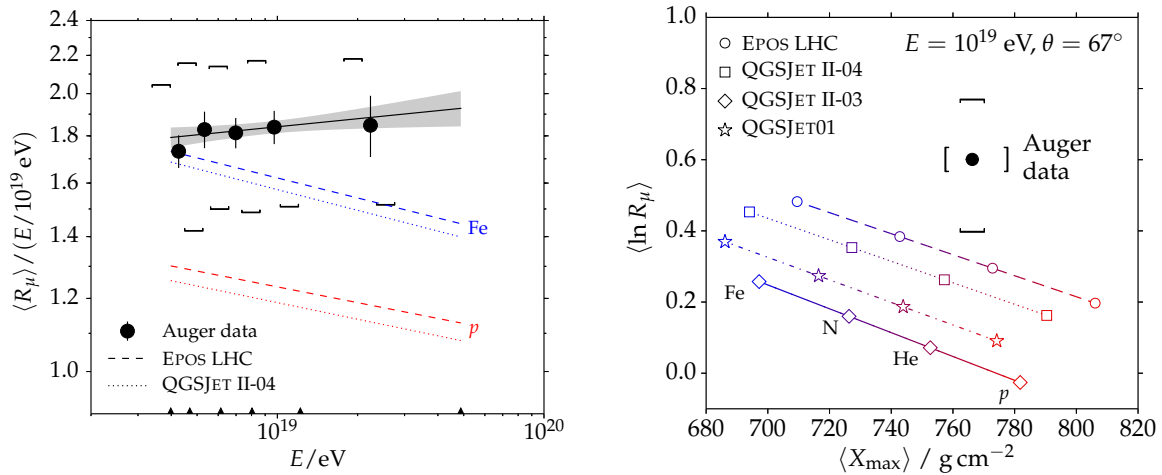 2.4
2.2
2.0
1.8
1.6
1.4
1.2
1.0
⟨R_μ⟩ / (E/10^19 eV)
Fe
p
Auger data
EPOS LHC
QGSJET II-04
10^19
10^20
E/eV
1.0
0.8
0.6
0.4
0.2
0.0
⟨ln R_μ⟩
EPOS LHC
QGSJET II-04
QGSJET II-03
QGSJET01
E = 10^19 eV, θ = 67°
Auger
data
Fe
N
He
p
680 700 720 740 760 780 800 820
⟨X_max⟩ / g cm^−2